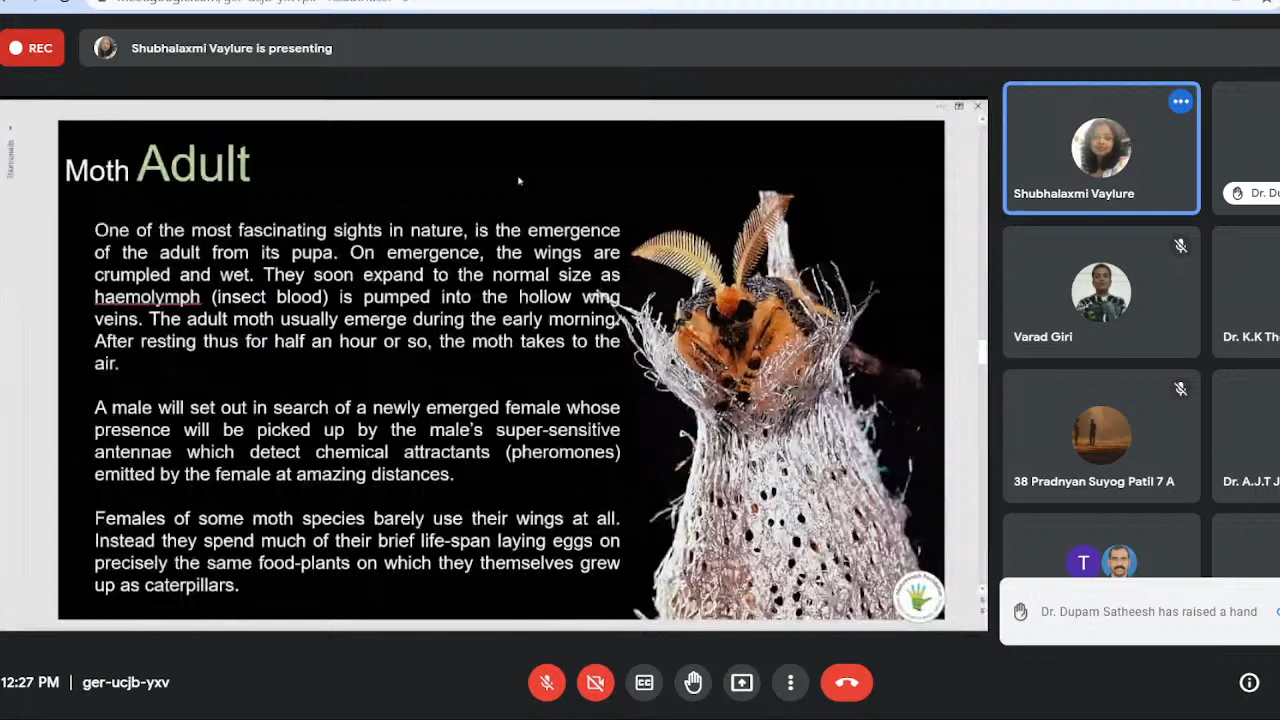 REC
Shubhalaxmi Vaylure is presenting
Thumbnails
Moth Adult
One of the most fascinating sights in nature, is the emergence
of the adult from its pupa. On emergence, the wings are
crumpled and wet. They soon expand to the normal size as
haemolymph (insect blood) is pumped into the hollow wing
veins. The adult moth usually emerge during the early morning.
After resting thus for half an hour or so, the moth takes to the
air.
A male will set out in search of a newly emerged female whose
presence will be picked up by the male's super-sensitive
antennae which detect chemical attractants (pheromones)
emitted by the female at amazing distances.
Females of some moth species barely use their wings at all.
Instead they spend much of their brief life-span laying eggs on
precisely the same food-plants on which they themselves grew
up as caterpillars.
Shubhalaxmi Vaylure
Dr. Du
Varad Giri
Dr. K.K Th
38 Pradnyan Suyog Patil 7 A
Dr. A.J.T J
T
Dr. Dupam Satheesh has raised a hand
12:27 PM | ger-ucjb-yxv
CC